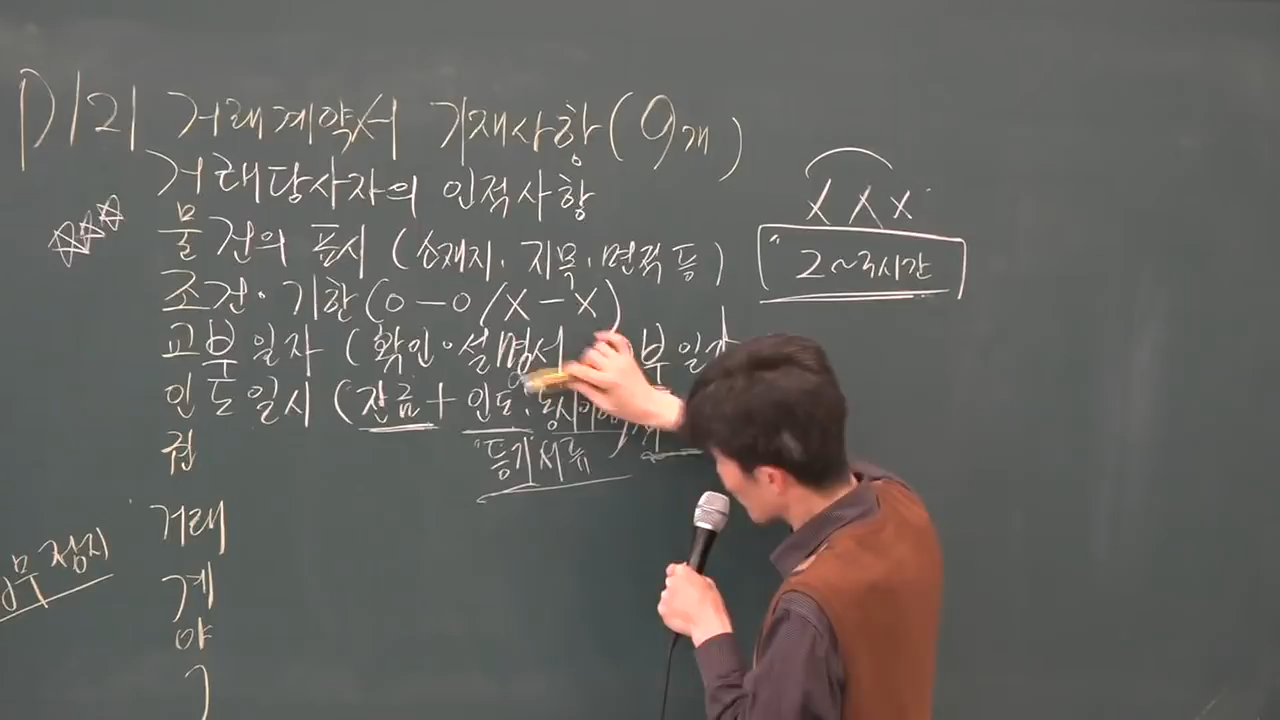 P121 거래계약서 기재사항(9개)
거래당사자의 인적사항
물건의 표시 (소재지·지목·면적 등)
조건·기한(O-O/X-X)
교부일자 (확인·설명서 부일
인도일시 (잔금+인도.
"등기서류
권
거래
계
약
X X X
2~3시간